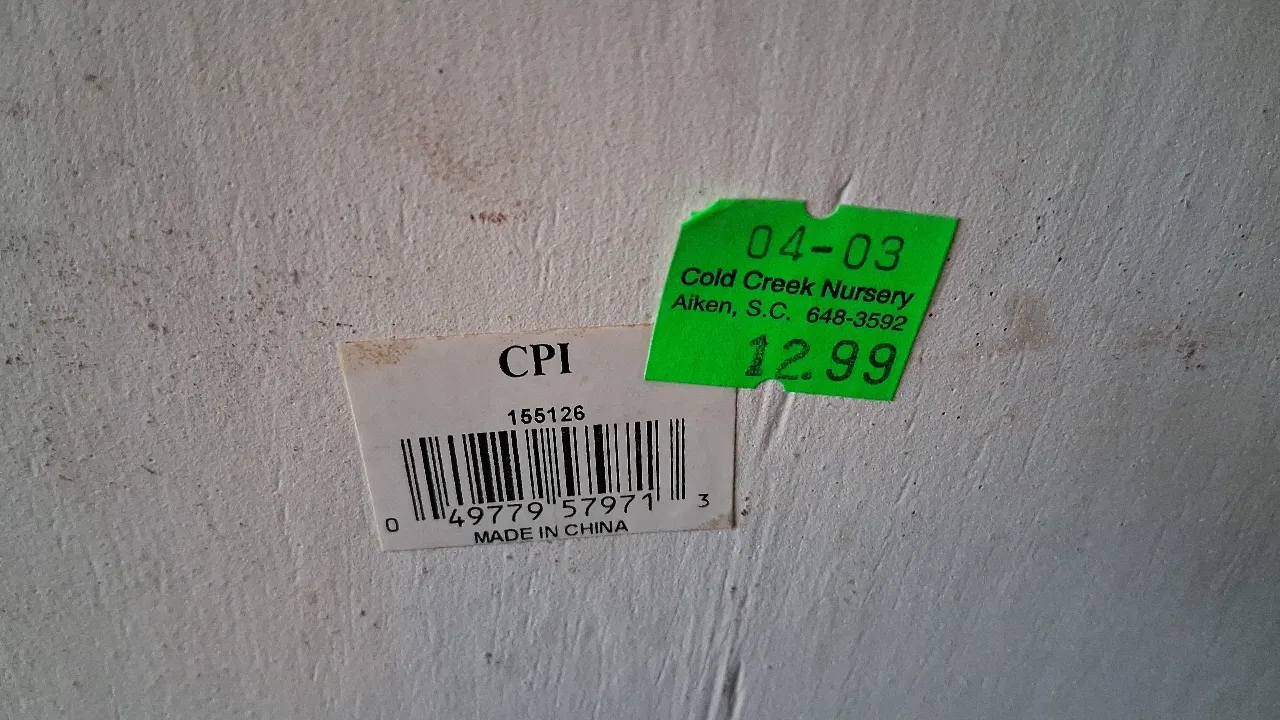 04-03
Cold Creek Nursery
Aiken, S.C. 648-3592
12.99
CPI
155126
0 49779 57971 3
MADE IN CHINA